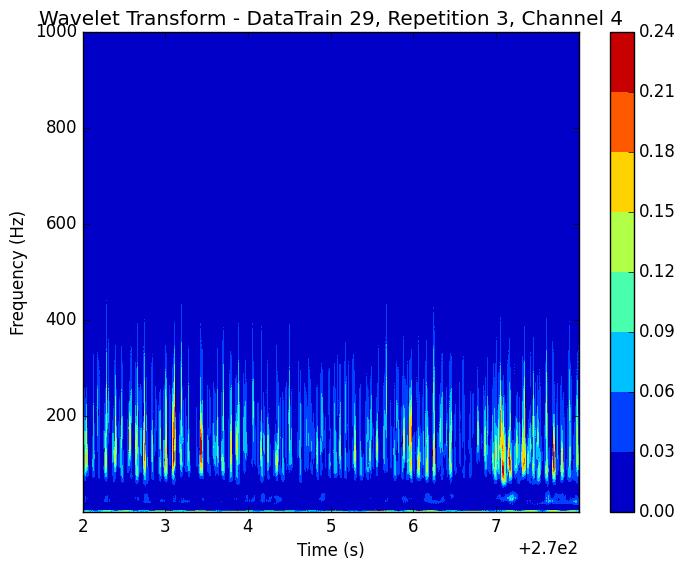 Wavelet Transform - DataTrain 29, Repetition 3, Channel 4
1000
800
600
400
200
Frequency (Hz)
2 3 4 5 6 7
Time (s)
+2.7e2
0.24
0.21
0.18
0.15
0.12
0.09
0.06
0.03
0.00